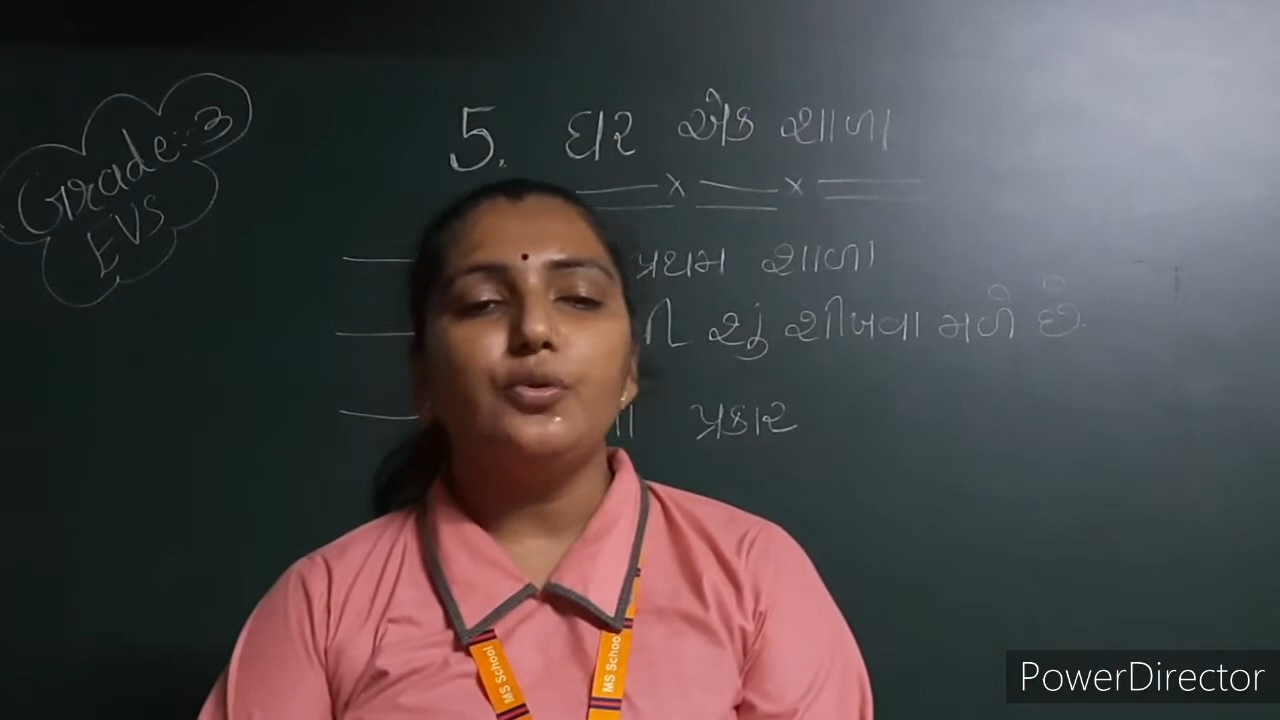 Grade:-3
EVS
5. ઘર એક શાળા
પ્રથમ શાળા
શું શીખવા મળે છે.
પ્રકાર
MS School
MS School
PowerDirector